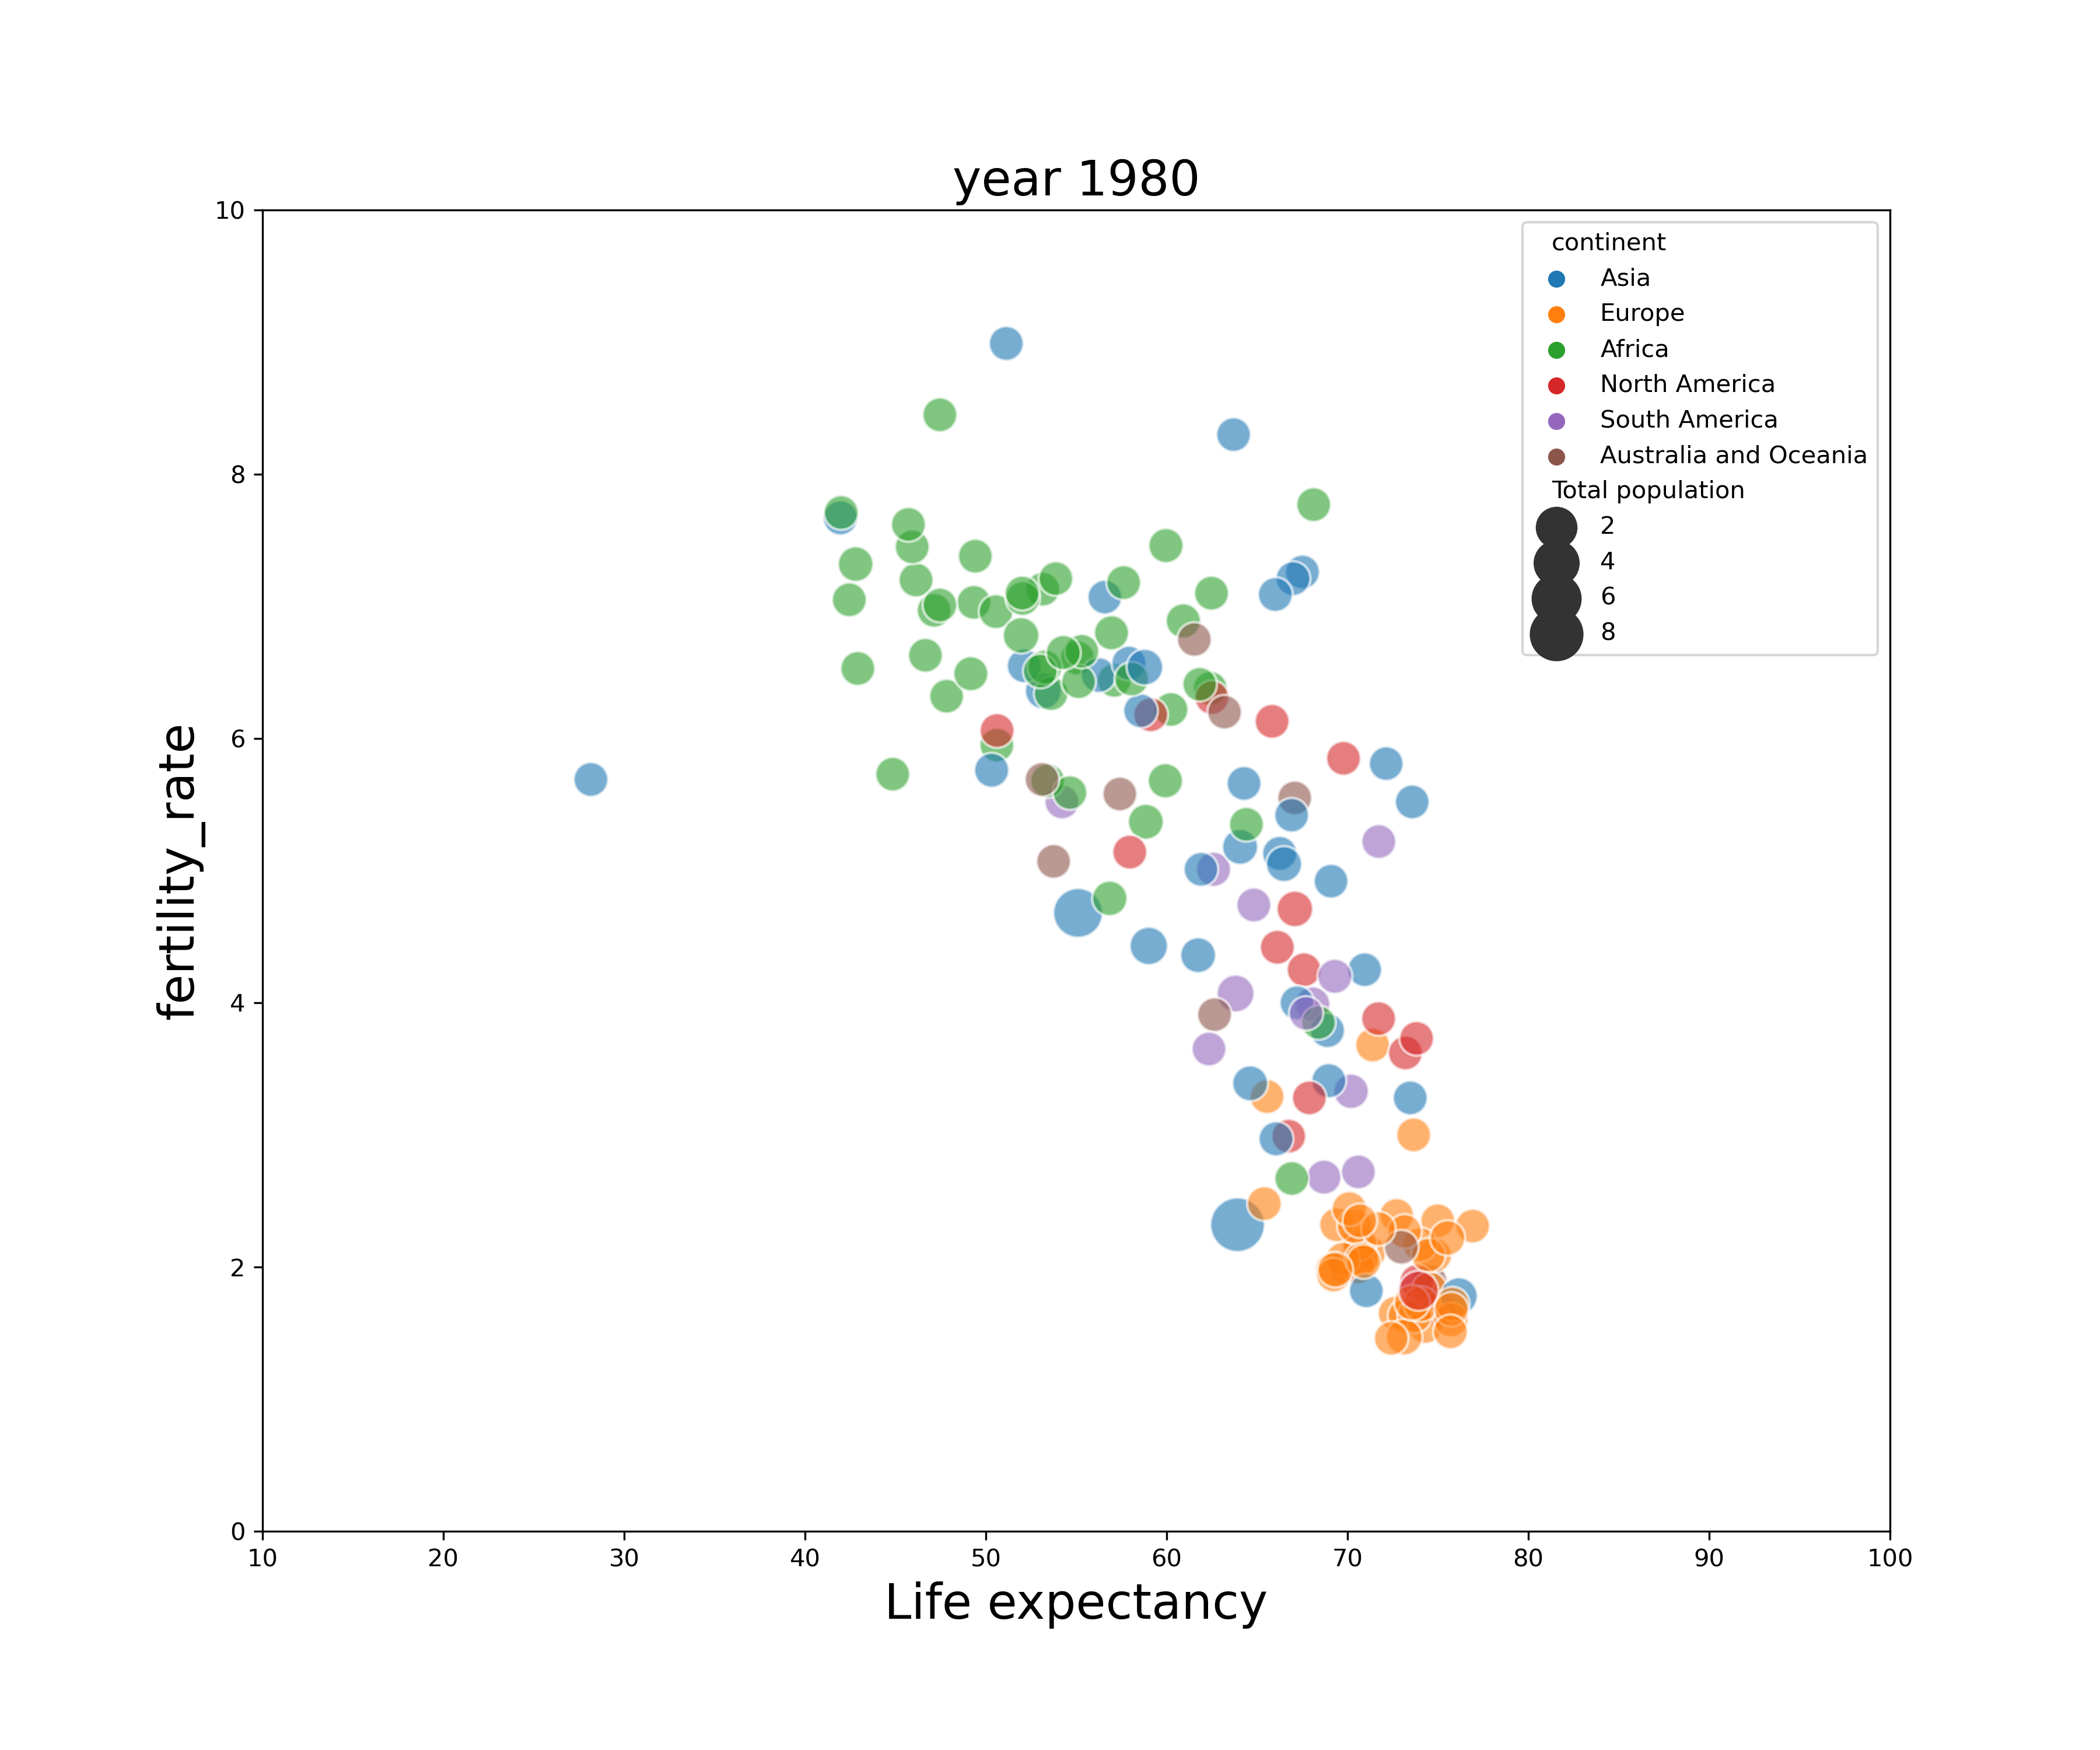 year 1980
10
8
6
4
2
0
fertility_rate
10 20 30 40 50 60 70 80 90 100
Life expectancy
continent
Asia
Europe
Africa
North America
South America
Australia and Oceania
Total population
2
4
6
8